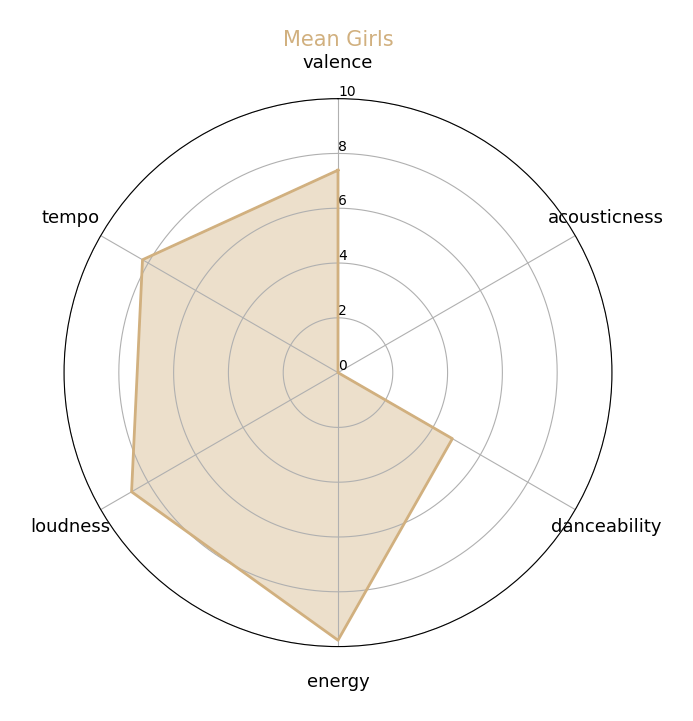 Mean Girls
valence
10
8
6
4
2
0
tempo
acousticness
loudness
danceability
energy